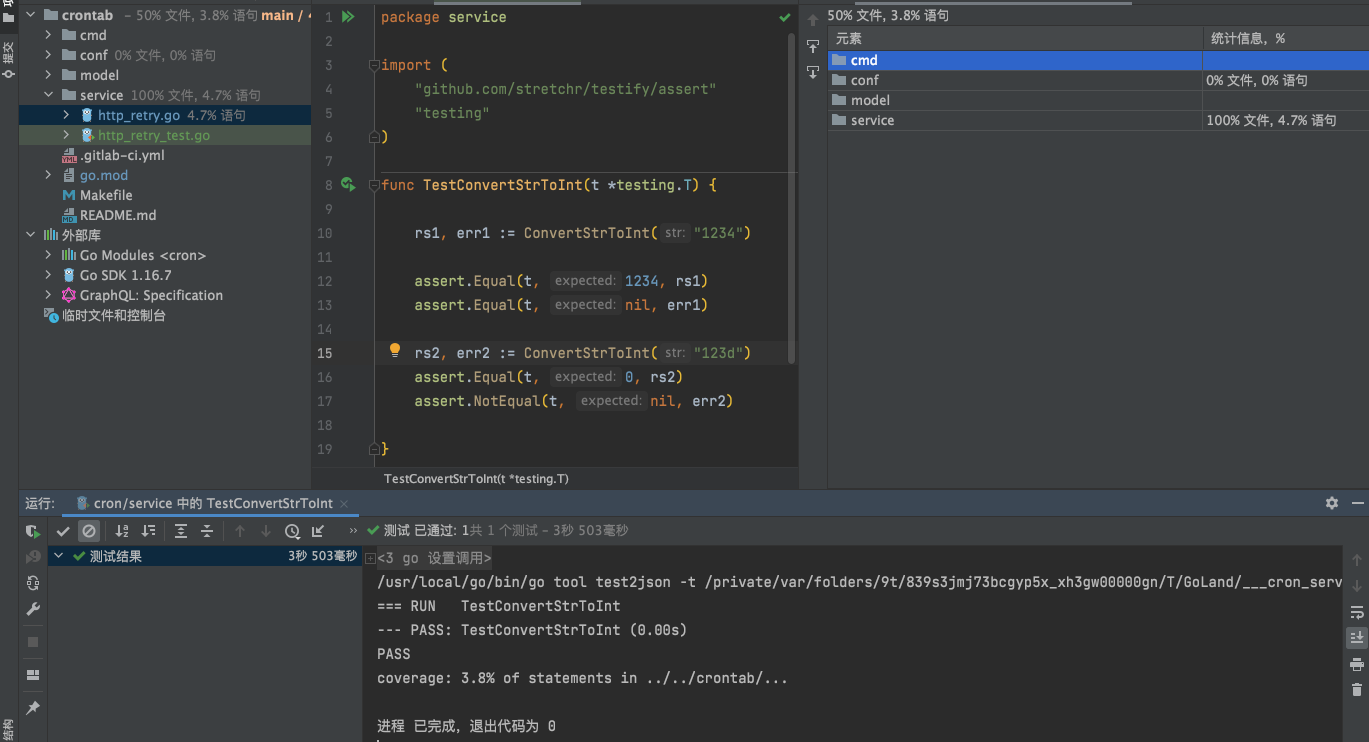 crontab – 50% 文件, 3.8% 语句 main /
cmd
conf 0% 文件, 0% 语句
model
service 100% 文件, 4.7% 语句
http_retry.go 4.7% 语句
http_retry_test.go
.gitlab-ci.yml
go.mod
Makefile
README.md
外部库
Go Modules <cron>
Go SDK 1.16.7
GraphQL: Specification
临时文件和控制台
提交
结构
1 package service
2
3 import (
4 "github.com/stretchr/testify/assert"
5 "testing"
6 )
7
8 func TestConvertStrToInt(t *testing.T) {
9
10 rs1, err1 := ConvertStrToInt( str: "1234")
11
12 assert.Equal(t, expected: 1234, rs1)
13 assert.Equal(t, expected: nil, err1)
14
15 rs2, err2 := ConvertStrToInt( str: "123d")
16 assert.Equal(t, expected: 0, rs2)
17 assert.NotEqual(t, expected: nil, err2)
18
19 }
TestConvertStrToInt(t *testing.T)
50% 文件, 3.8% 语句
元素 统计信息, %
cmd
conf 0% 文件, 0% 语句
model
service 100% 文件, 4.7% 语句
运行: cron/service 中的 TestConvertStrToInt
» 测试 已通过: 1共 1 个测试 – 3秒 503毫秒
测试结果 3秒 503毫秒
<3 go 设置调用>
/usr/local/go/bin/go tool test2json -t /private/var/folders/9t/839s3jmj73bcgyp5x_xh3gw00000gn/T/GoLand/___cron_serv
=== RUN TestConvertStrToInt
--- PASS: TestConvertStrToInt (0.00s)
PASS
coverage: 3.8% of statements in ../../crontab/...
进程 已完成,退出代码为 0